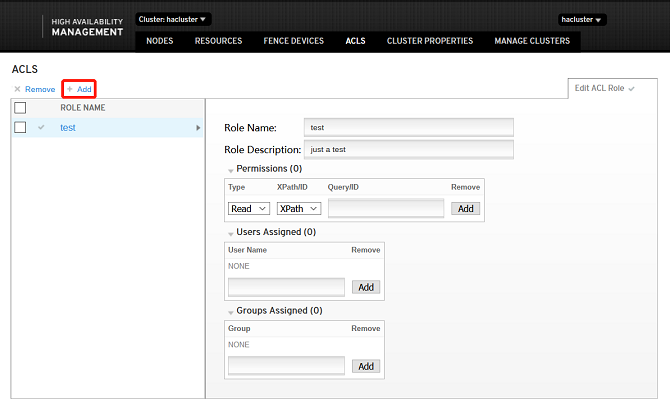 HIGH AVAILABILITY
MANAGEMENT
Cluster: hacluster
hacluster
NODES RESOURCES FENCE DEVICES ACLS CLUSTER PROPERTIES MANAGE CLUSTERS
ACLS
Remove Add
Edit ACL Role
ROLE NAME
test
Role Name: test
Role Description: just a test
Permissions (0)
Type XPath/ID Query/ID Remove
Read XPath Add
Users Assigned (0)
User Name Remove
NONE
Add
Groups Assigned (0)
Group Remove
NONE
Add